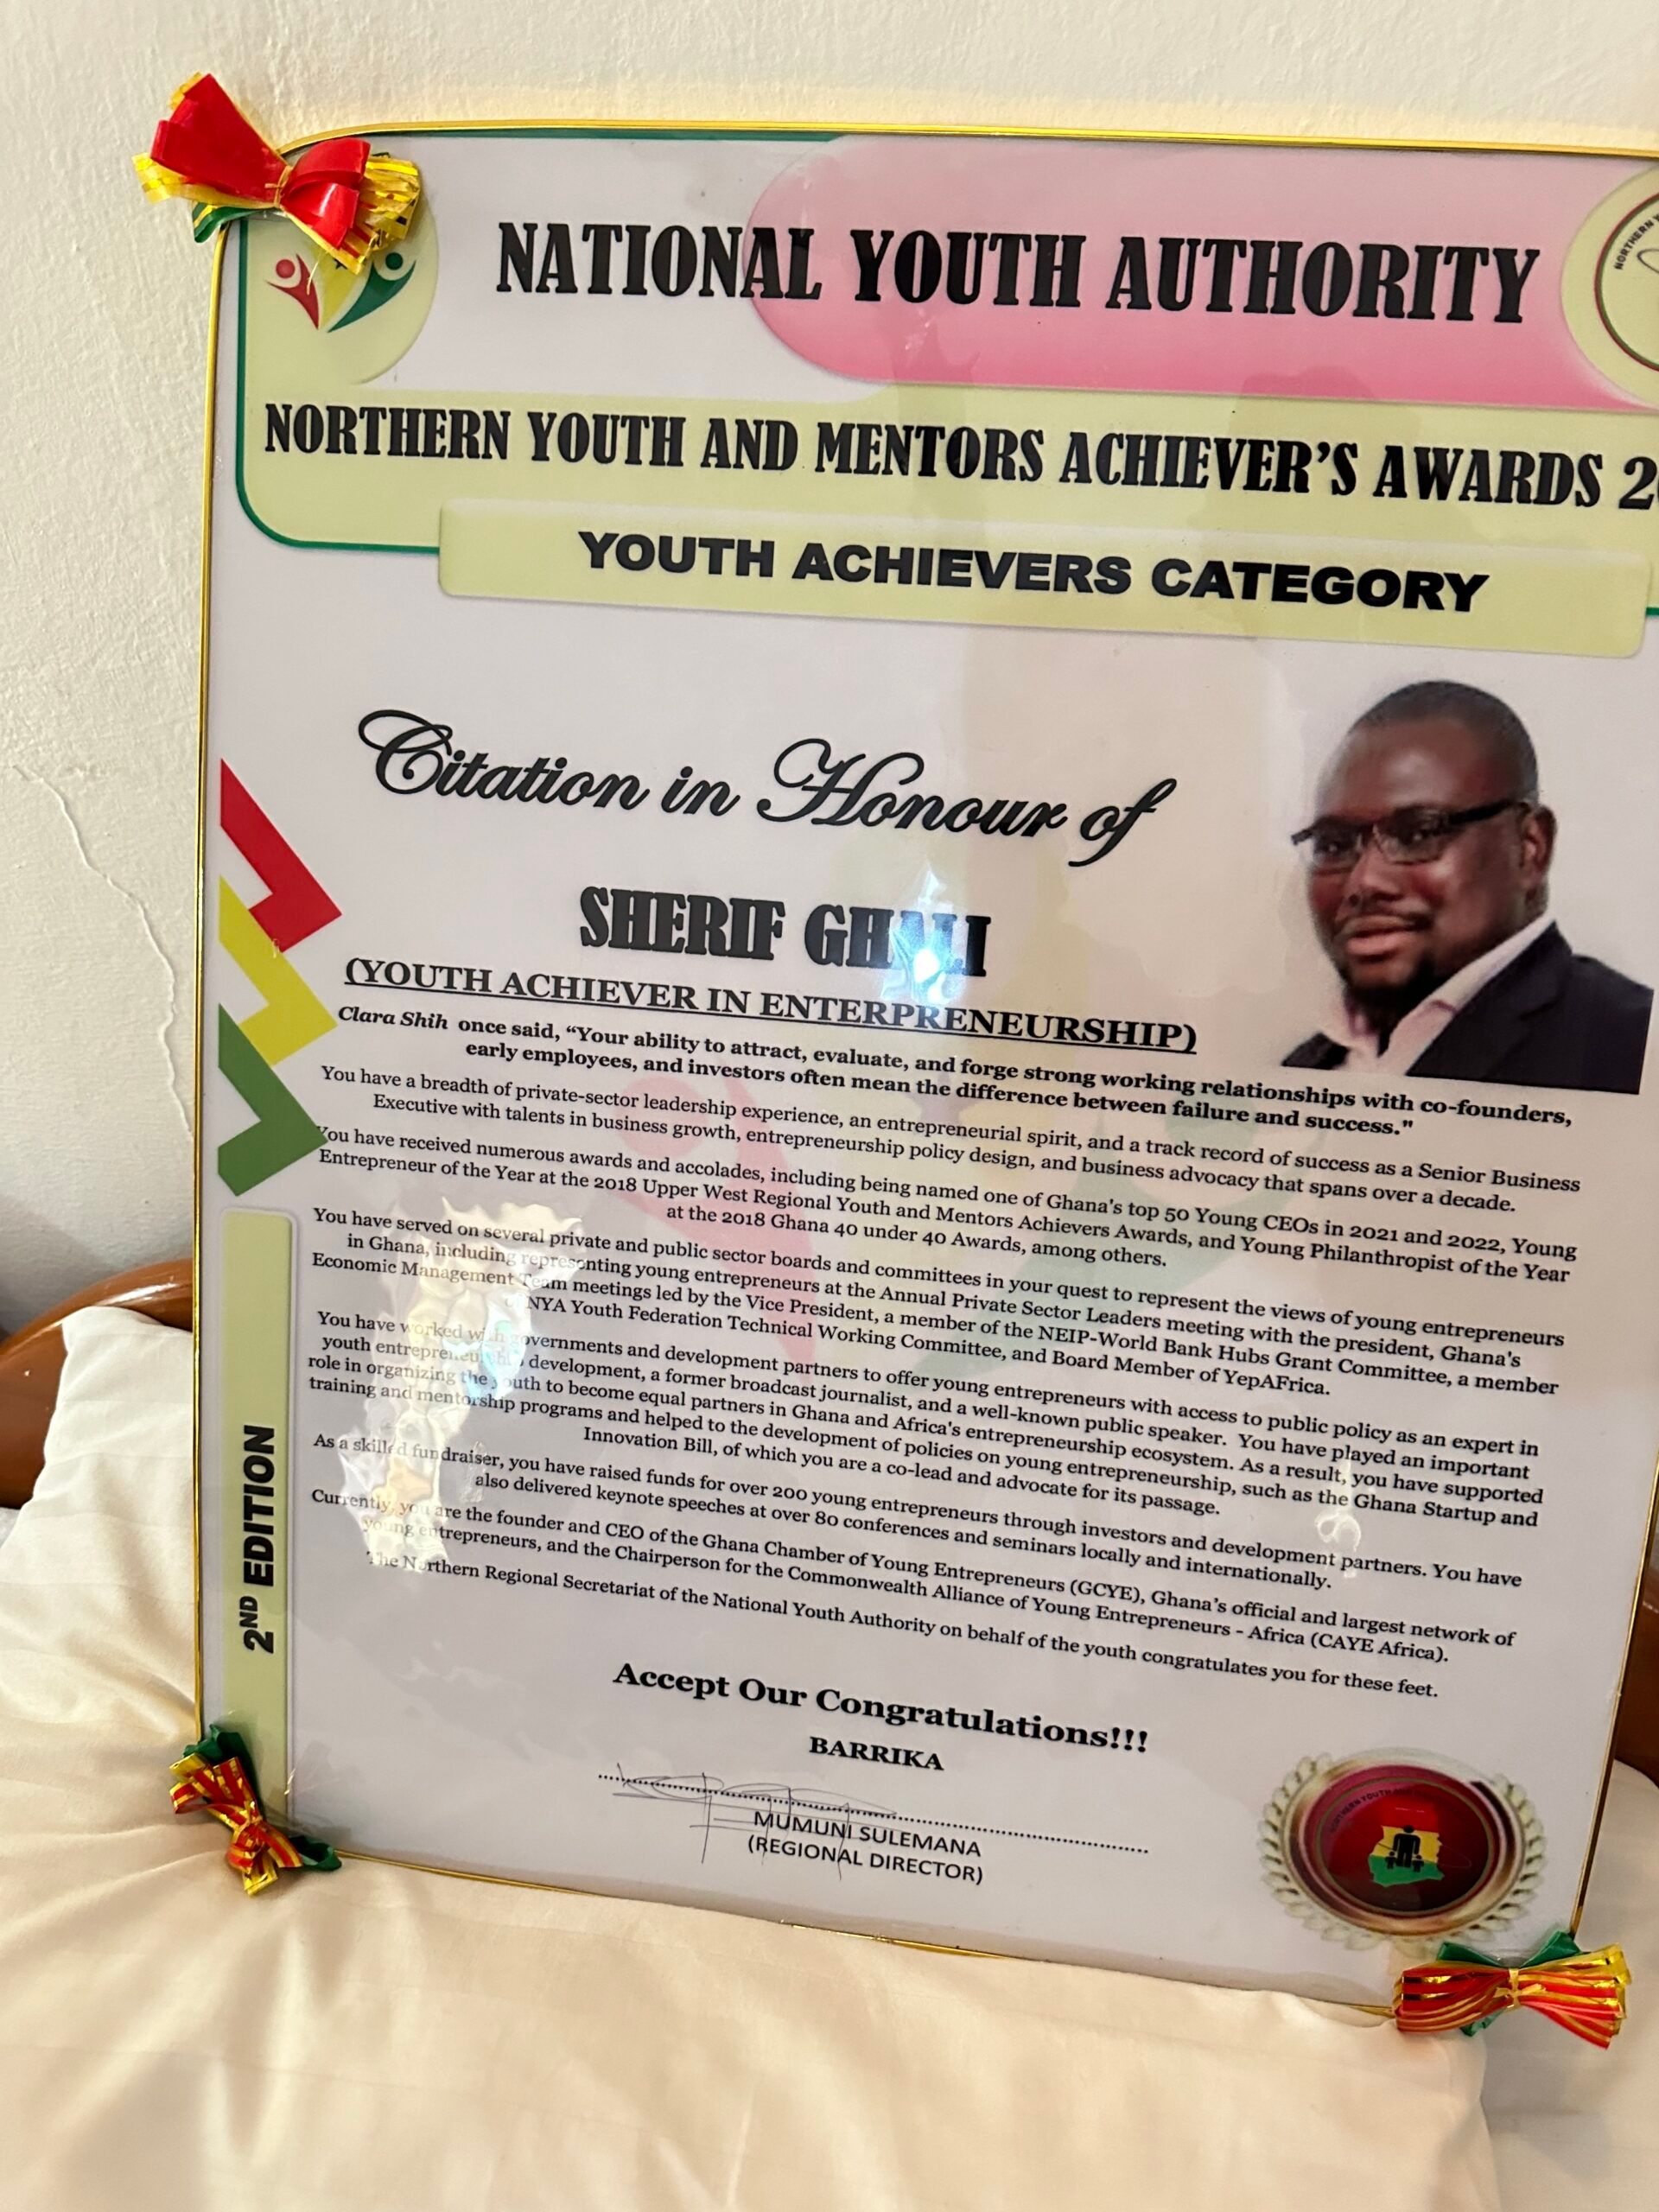 NATIONAL YOUTH AUTHORITY
NORTHERN YOUTH AND MENTORS ACHIEVER'S AWARDS
YOUTH ACHIEVERS CATEGORY
Citation in Honour of
SHERIF GHALI
(YOUTH ACHIEVER IN ENTERPRENEURSHIP)
Clara Shih once said, “Your ability to attract, evaluate, and forge strong working relationships with co-founders,
early employees, and investors often mean the difference between failure and success."
You have a breadth of private-sector leadership experience, an entrepreneurial spirit, and a track record of success as a Senior Business
Executive with talents in business growth, entrepreneurship policy design, and business advocacy that spans over a decade.
You have received numerous awards and accolades, including being named one of Ghana's top 50 Young CEOs in 2021 and 2022, Young
Entrepreneur of the Year at the 2018 Upper West Regional Youth and Mentors Achievers Awards, and Young Philanthropist of the Year
at the 2018 Ghana 40 under 40 Awards, among others.
You have served on several private and public sector boards and committees in your quest to represent the views of young entrepreneurs
in Ghana, including representing young entrepreneurs at the Annual Private Sector Leaders meeting with the president, Ghana's
Economic Management Team meetings led by the Vice President, a member of the NEIP-World Bank Hubs Grant Committee, a member
of NYA Youth Federation Technical Working Committee, and Board Member of YepAFrica.
You have worked with governments and development partners to offer young entrepreneurs with access to public policy as an expert in
youth entrepreneurship development, a former broadcast journalist, and a well-known public speaker. You have played an important
role in organizing the youth to become equal partners in Ghana and Africa's entrepreneurship ecosystem. As a result, you have supported
training and mentorship programs and helped to the development of policies on young entrepreneurship, such as the Ghana Startup and
Innovation Bill, of which you are a co-lead and advocate for its passage.
As a skilled fundraiser, you have raised funds for over 200 young entrepreneurs through investors and development partners. You have
also delivered keynote speeches at over 80 conferences and seminars locally and internationally.
Currently, you are the founder and CEO of the Ghana Chamber of Young Entrepreneurs (GCYE), Ghana's official and largest network of
young entrepreneurs, and the Chairperson for the Commonwealth Alliance of Young Entrepreneurs - Africa (CAYE Africa).
The Northern Regional Secretariat of the National Youth Authority on behalf of the youth congratulates you for these feet.
Accept Our Congratulations!!!
BARRIKA
MUMUNI SULEMANA
(REGIONAL DIRECTOR)
2ND EDITION
NORTHERN
NORTHERN YOUTH